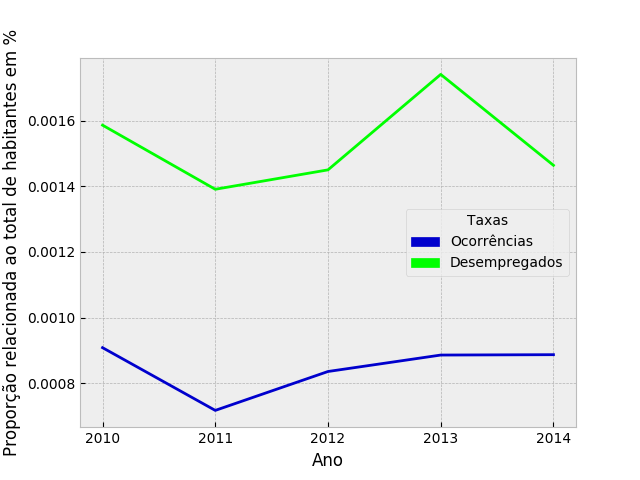 Proporção relacionada ao total de habitantes em %
0.0016
0.0014
0.0012
0.0010
0.0008
Taxas
Ocorrências
Desempregados
2010 2011 2012 2013 2014
Ano